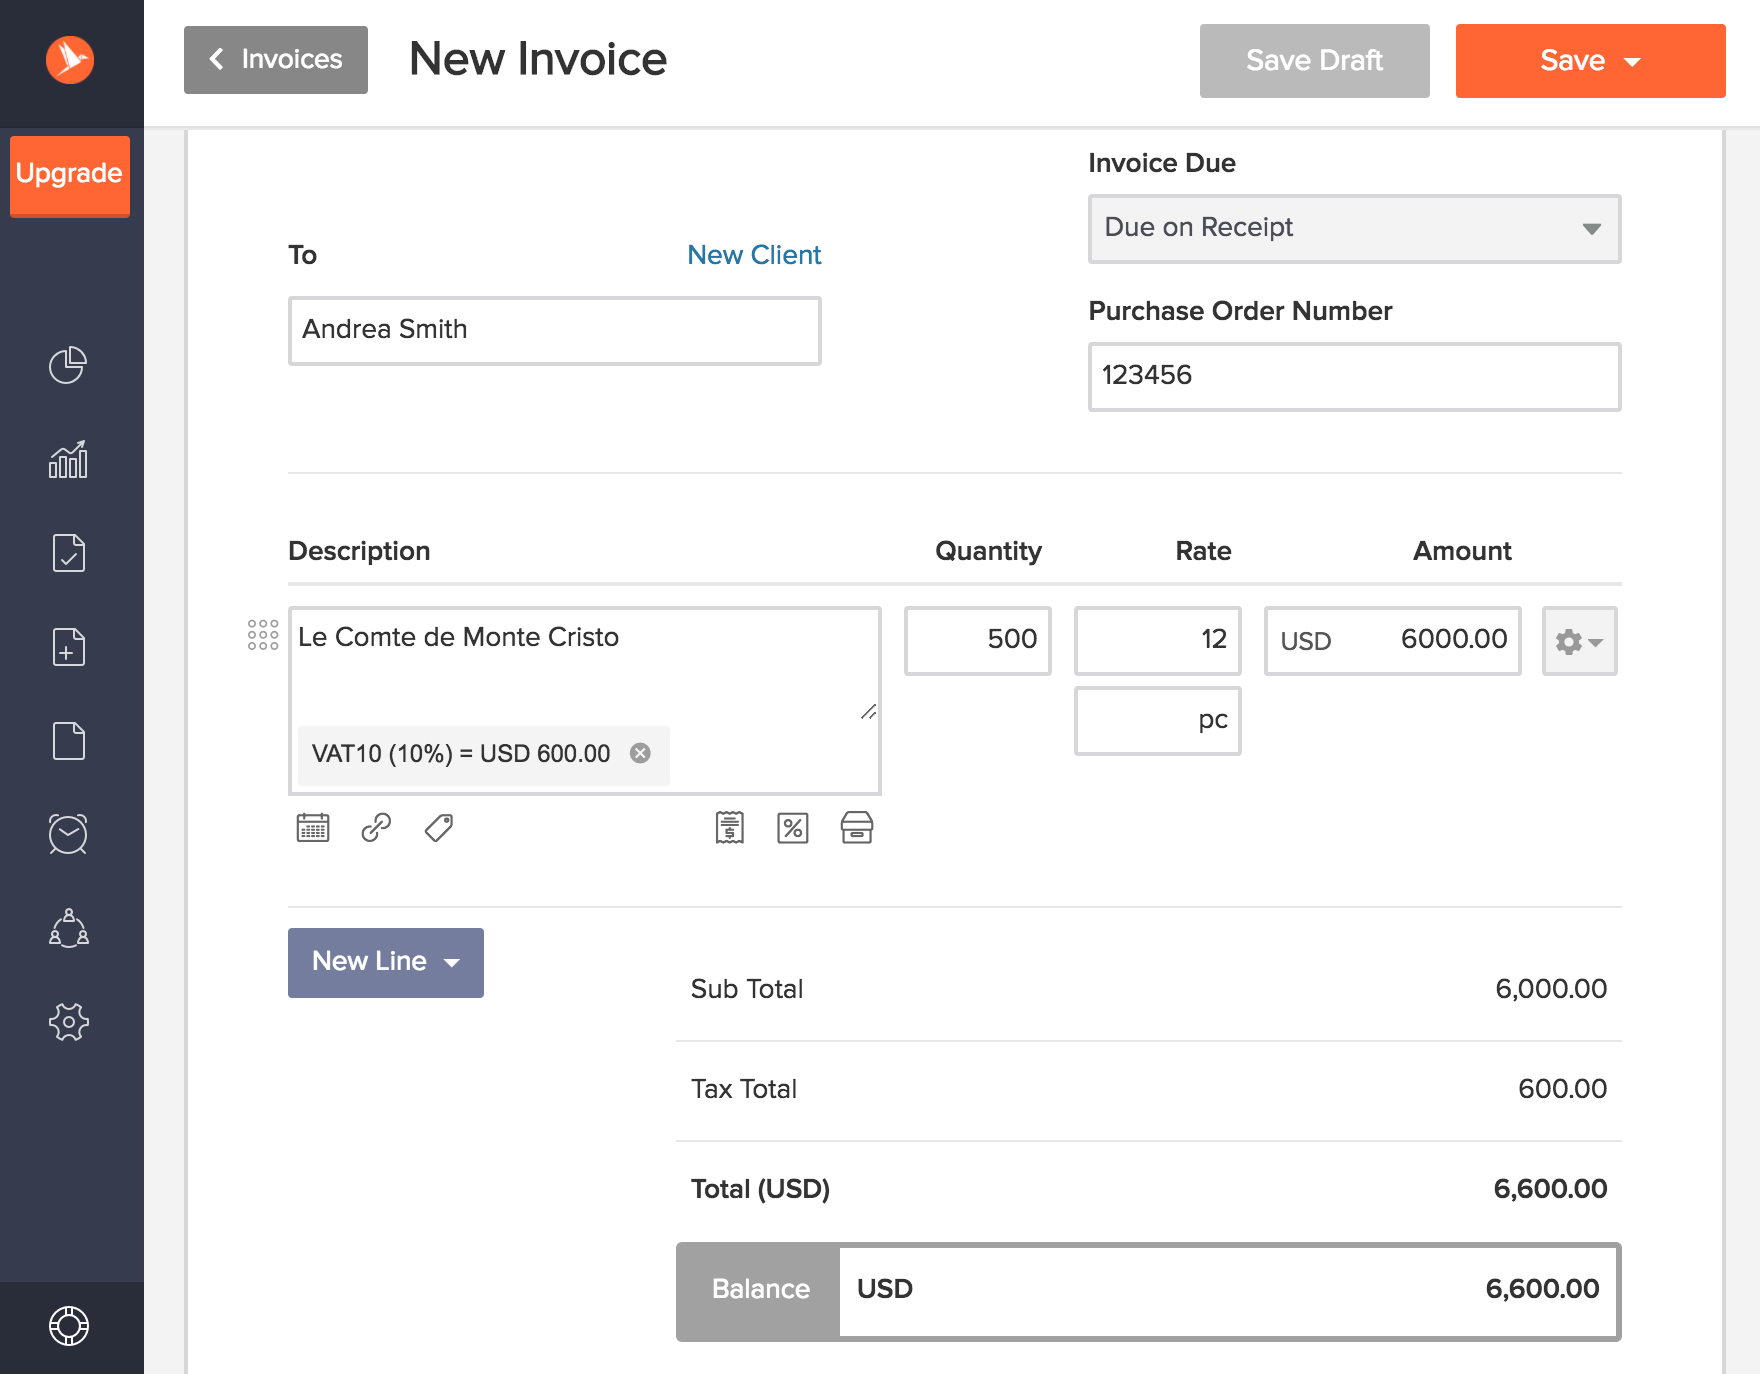 Invoices
New Invoice
Save Draft
Save
Upgrade
Invoice Due
Due on Receipt
To
New Client
Andrea Smith
Purchase Order Number
123456
Description Quantity Rate Amount
Le Comte de Monte Cristo 500 12 USD 6000.00
pc
VAT10 (10%) = USD 600.00
New Line
Sub Total 6,000.00
Tax Total 600.00
Total (USD) 6,600.00
Balance USD 6,600.00